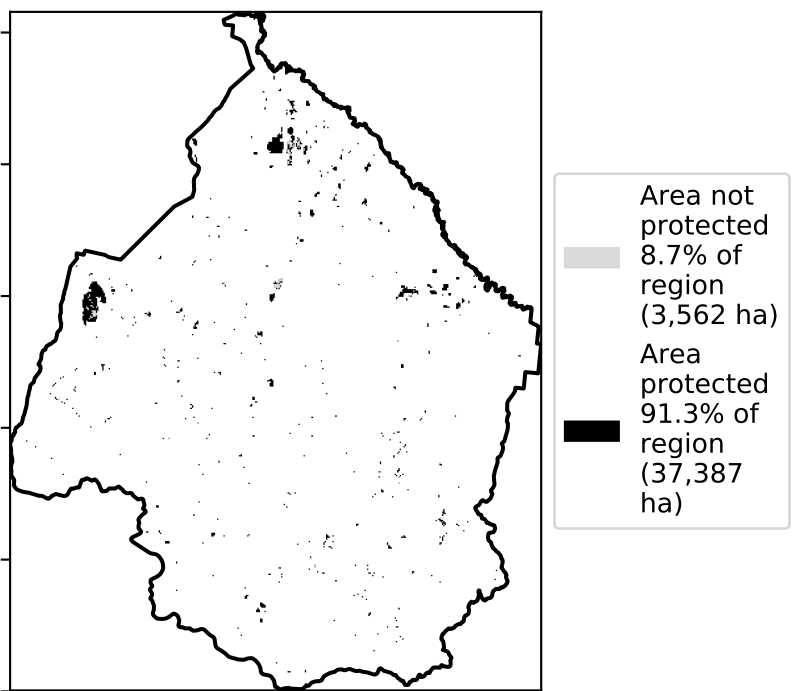 Area not
protected
8.7% of
region
(3,562 ha)
Area
protected
91.3% of
region
(37,387
ha)